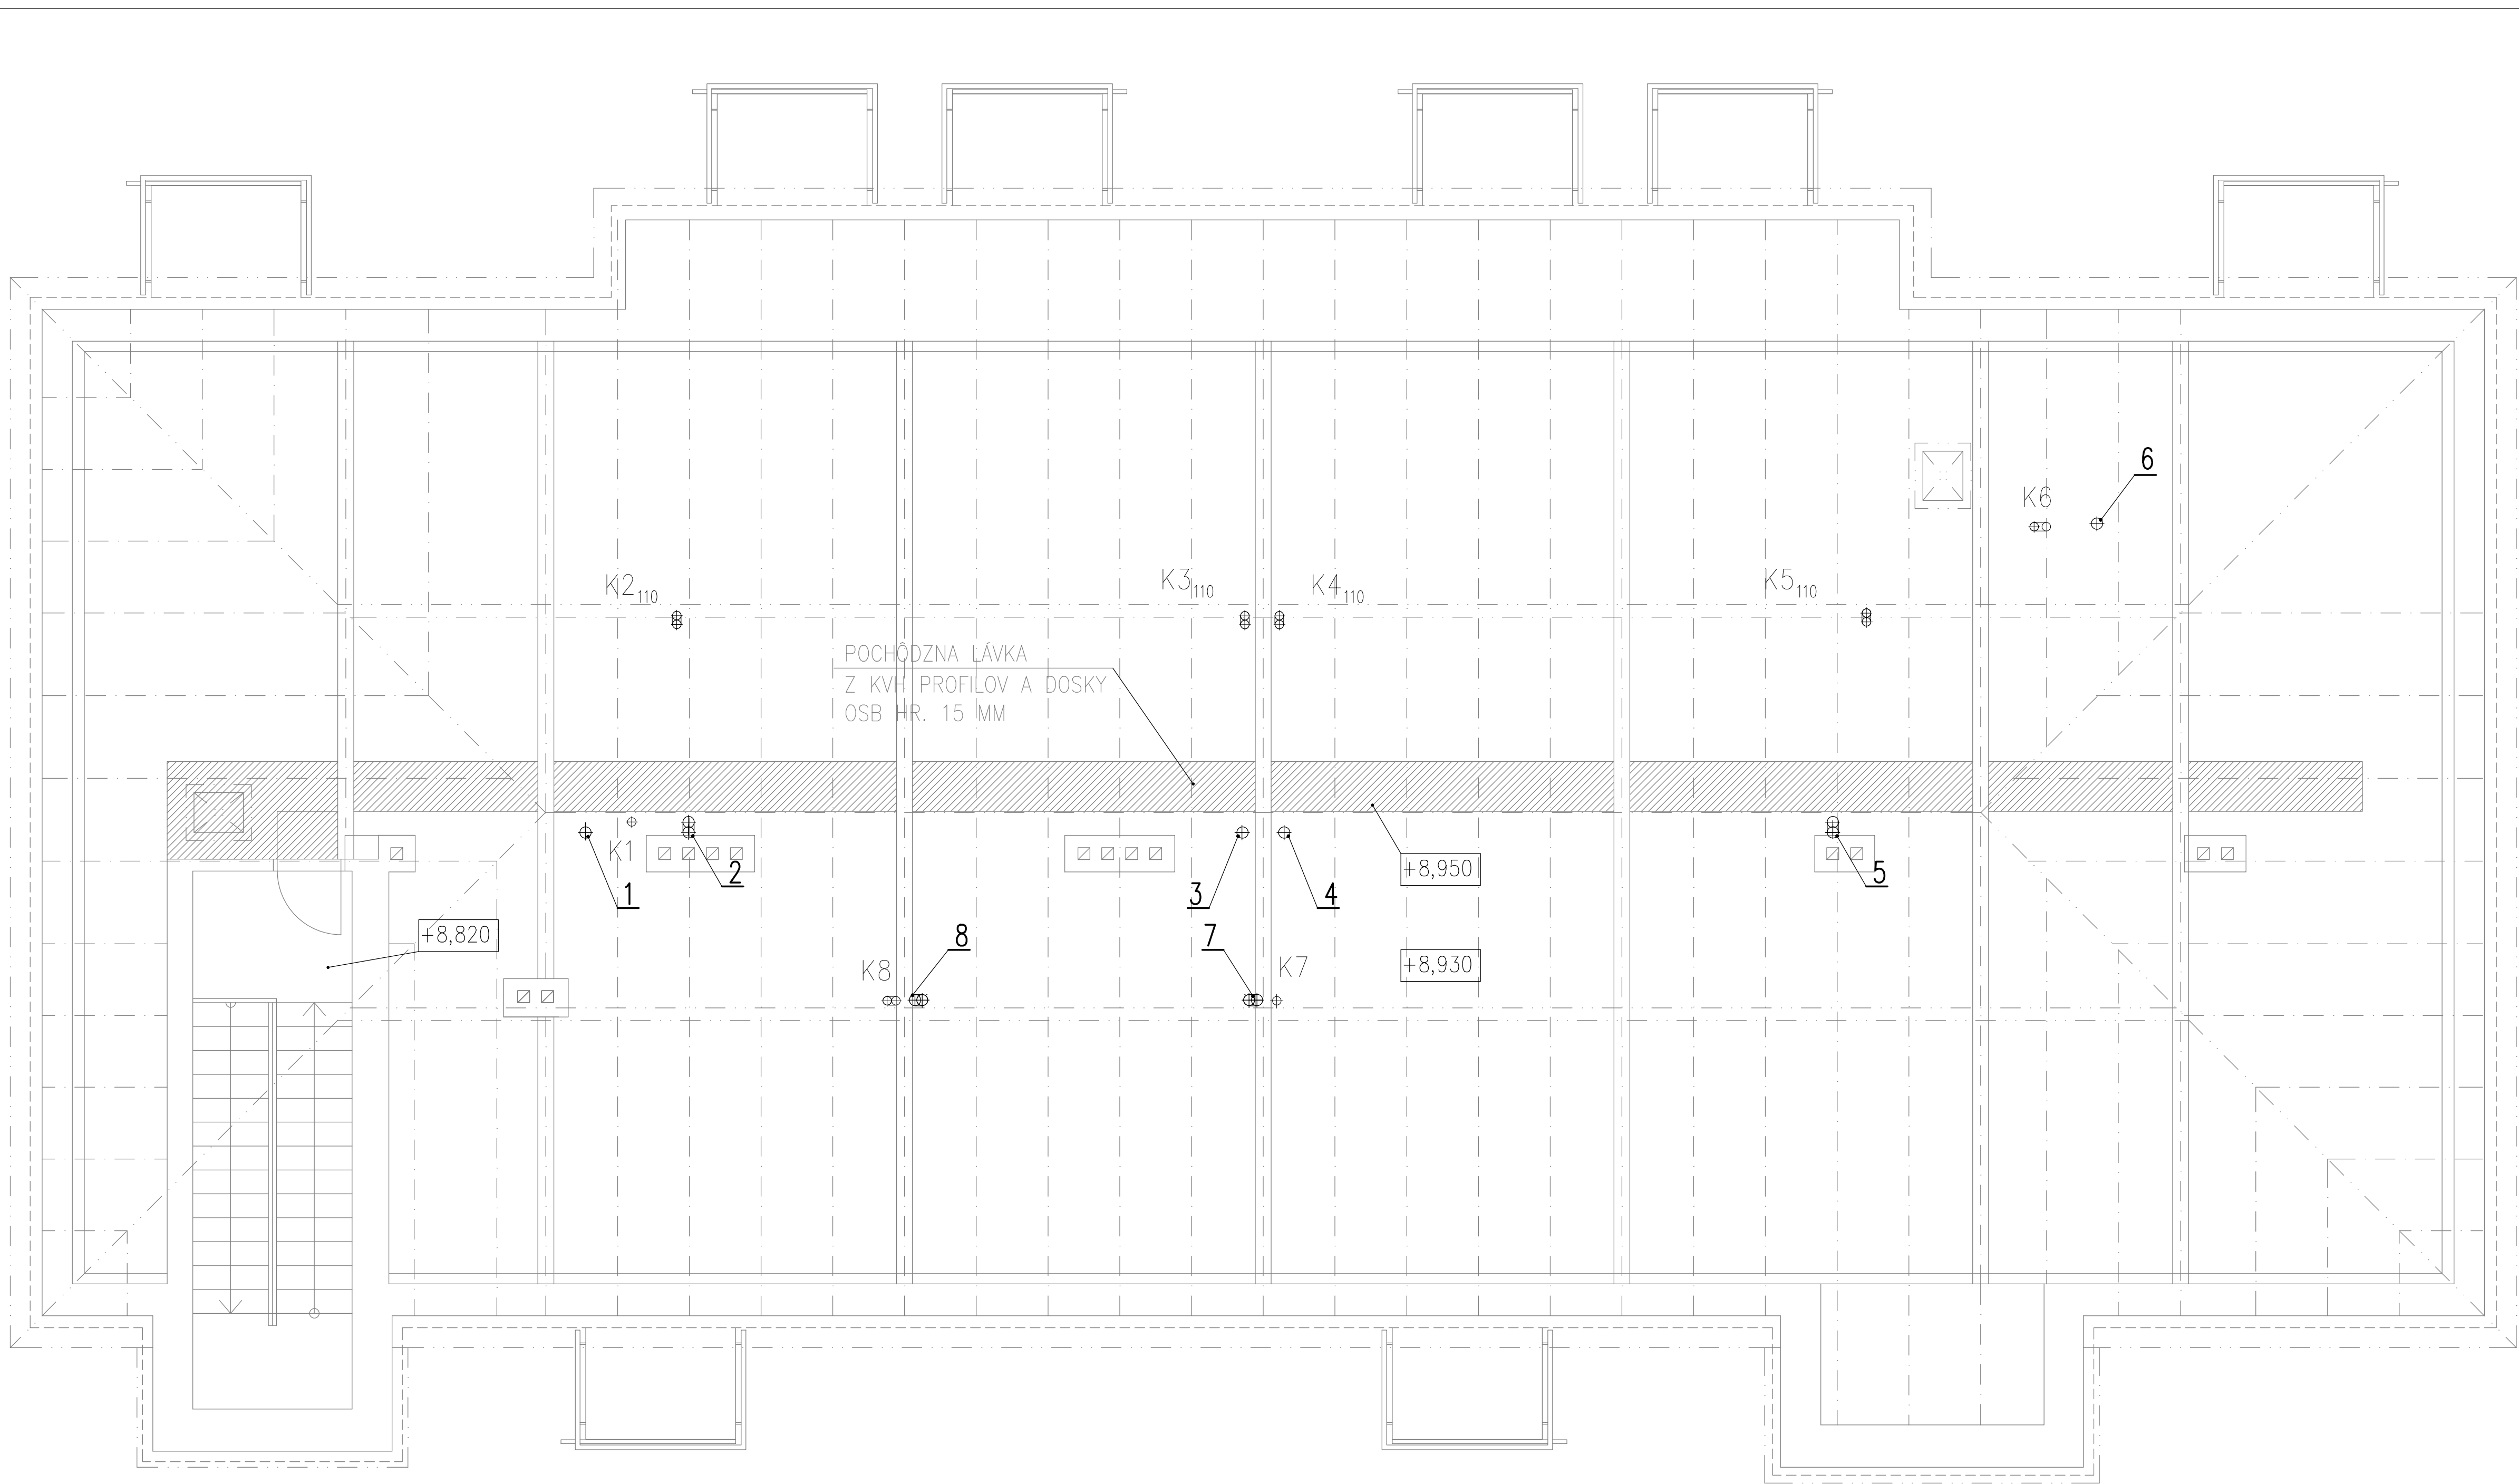 6
K6
K2110
K3110
K4110
K5110
POCHÔDZNA LÁVKA
Z KVH PROFILOV A DOSKY
OSB HR. 15 MM
K1
2
1
3
4
+8,950
5
+8,820
8
7
K8
K7
+8,930